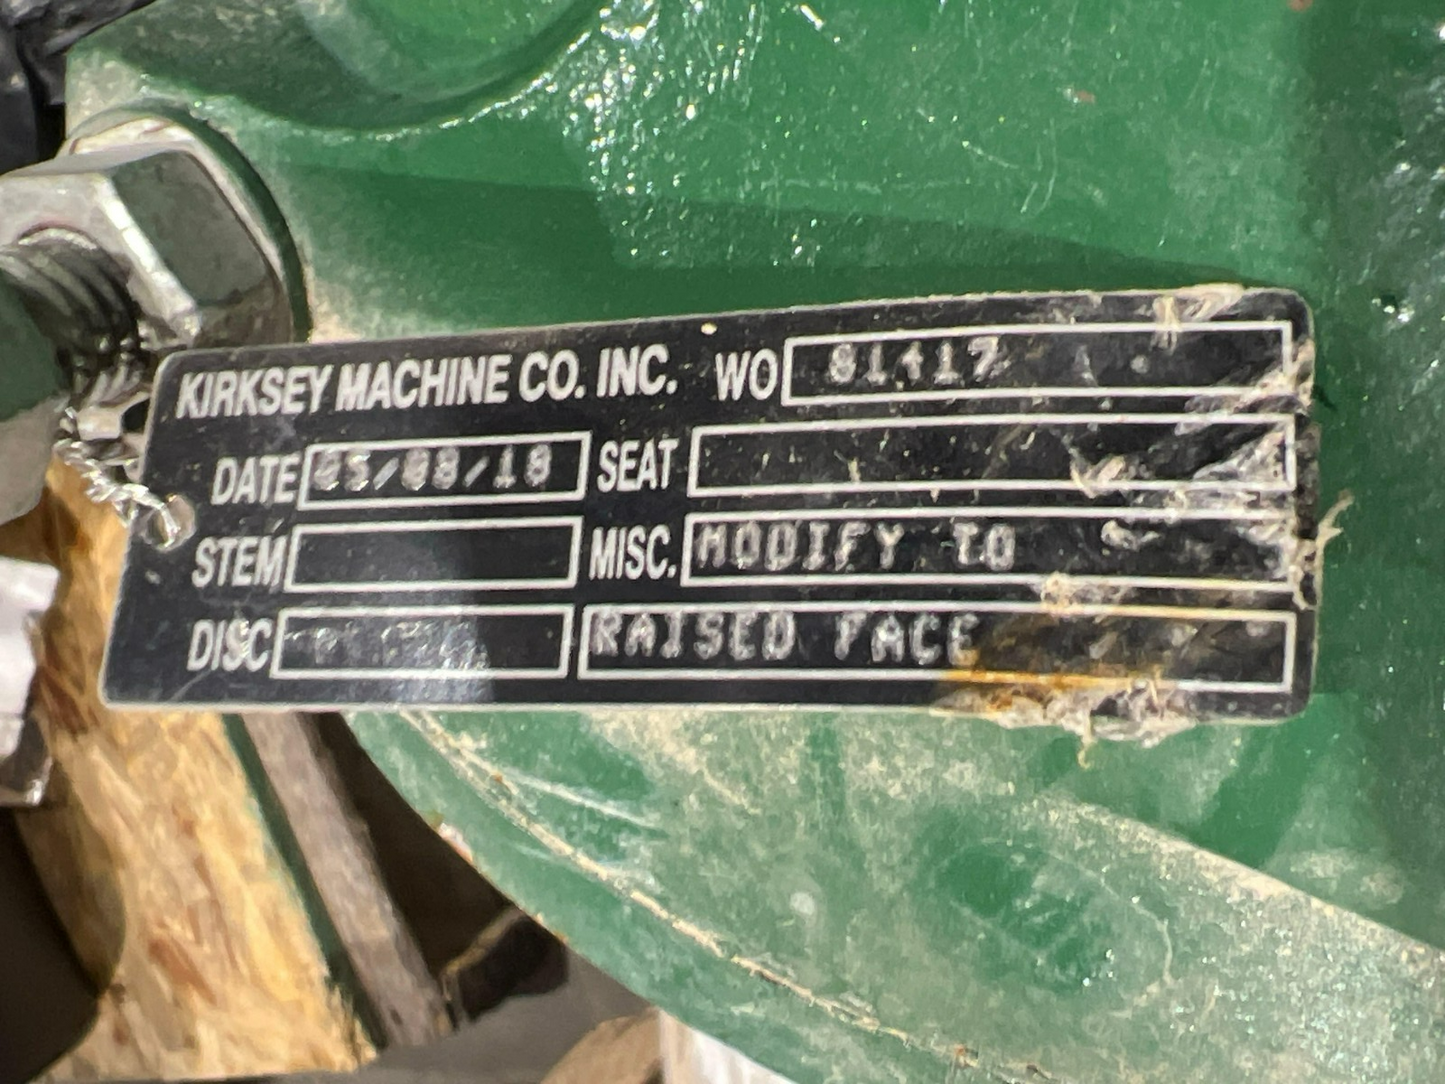 KIRKSEY MACHINE CO. INC. WO 81417
DATE 05/08/18 SEAT
STEM MISC. MODIFY TO
DISC RAISED FACE